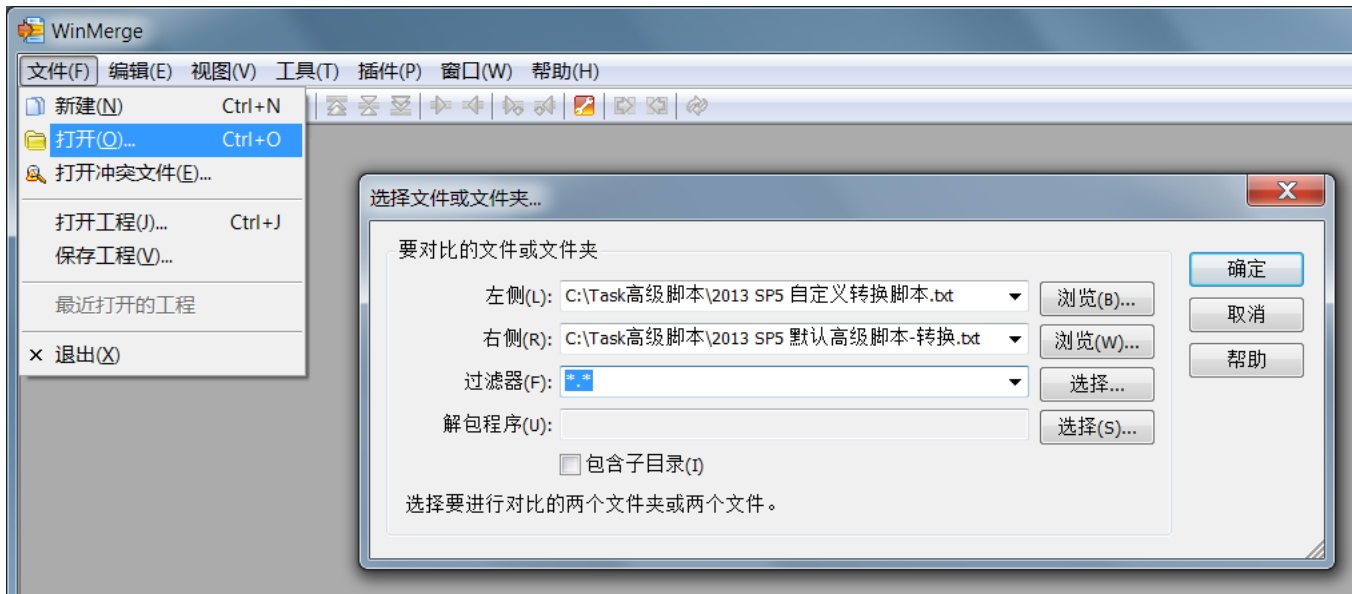 WinMerge
文件(F) 编辑(E) 视图(V) 工具(T) 插件(P) 窗口(W) 帮助(H)
新建(N) Ctrl+N
打开(O)... Ctrl+O
打开冲突文件(E)...
打开工程(J)... Ctrl+J
保存工程(V)...
最近打开的工程
退出(X)
选择文件或文件夹...
要对比的文件或文件夹
左侧(L): C:\Task高级脚本\2013 SP5 自定义转换脚本.txt 浏览(B)...
右侧(R): C:\Task高级脚本\2013 SP5 默认高级脚本-转换.txt 浏览(W)...
过滤器(F): *.* 选择...
解包程序(U): 选择(S)...
包含子目录(I)
选择要进行对比的两个文件夹或两个文件。
确定
取消
帮助